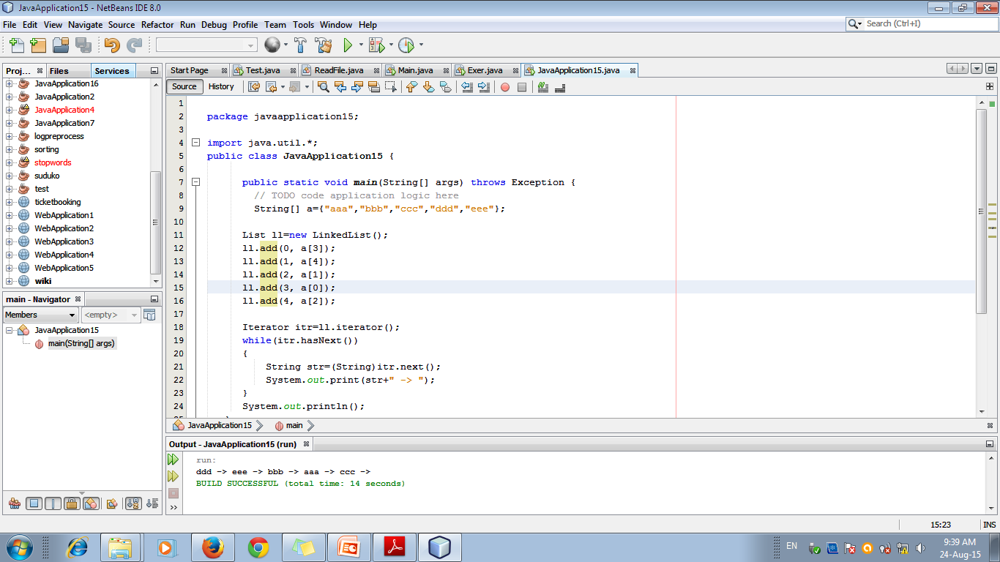 JavaApplication15 - NetBeans IDE 8.0
File Edit View Navigate Source Refactor Run Debug Profile Team Tools Window Help
Search (Ctrl+I)
Proj... Files Services
JavaApplication16
JavaApplication2
JavaApplication4
JavaApplication7
logpreprocess
sorting
stopwords
suduko
test
ticketbooking
WebApplication1
WebApplication2
WebApplication3
WebApplication4
WebApplication5
wiki
main - Navigator
Members <empty>
JavaApplication15
main(String[] args)
Start Page Test.java ReadFile.java Main.java Exer.java JavaApplication15.java
Source History
1
2 package javaapplication15;
3
4 import java.util.*;
5 public class JavaApplication15 {
6
7 public static void main(String[] args) throws Exception {
8 // TODO code application logic here
9 String[] a={"aaa","bbb","ccc","ddd","eee"};
10
11 List ll=new LinkedList();
12 ll.add(0, a[3]);
13 ll.add(1, a[4]);
14 ll.add(2, a[1]);
15 ll.add(3, a[0]);
16 ll.add(4, a[2]);
17
18 Iterator itr=ll.iterator();
19 while(itr.hasNext())
20 {
21 String str=(String)itr.next();
22 System.out.print(str+" -> ");
23 }
24 System.out.println();
JavaApplication15 main
Output - JavaApplication15 (run)
run:
ddd -> eee -> bbb -> aaa -> ccc ->
BUILD SUCCESSFUL (total time: 14 seconds)
15:23 INS
EN
9:39 AM
24-Aug-15